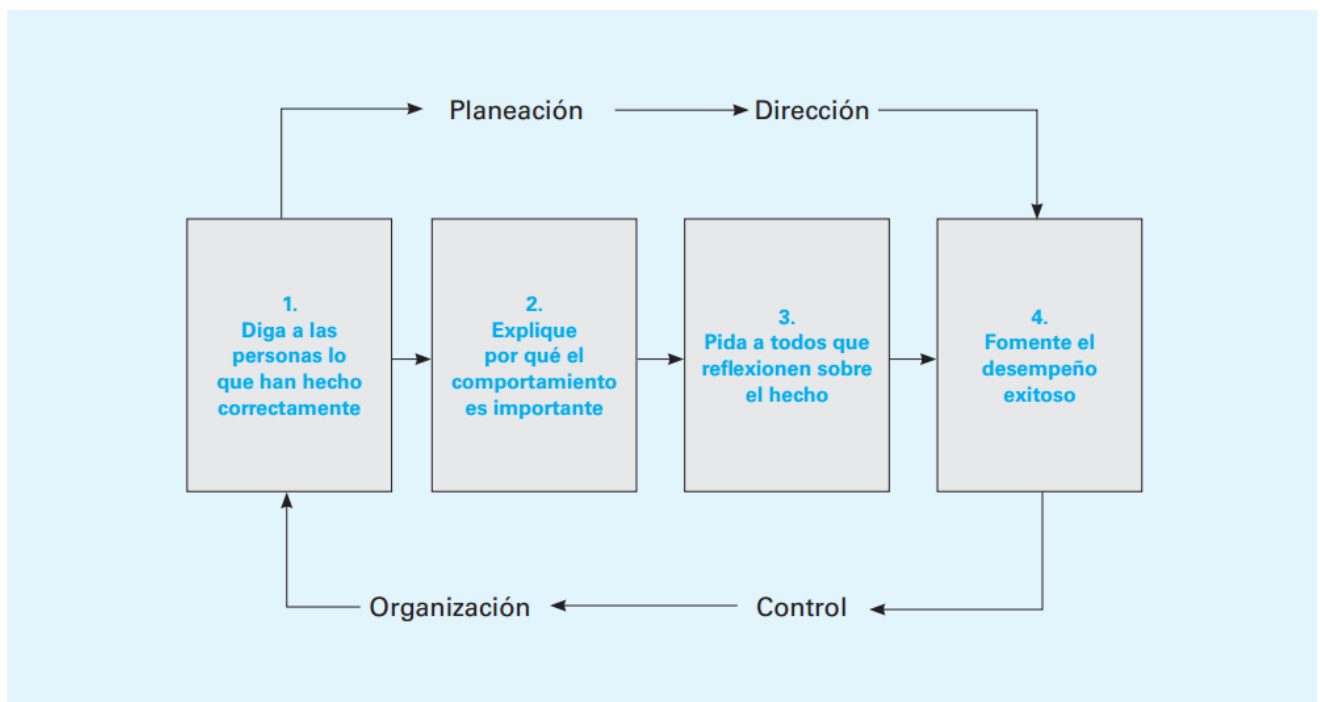 Planeación
Dirección
1.
Diga a las
personas lo
que han hecho
correctamente
2.
Explique
por qué el
comportamiento
es importante
3.
Pida a todos que
reflexionen sobre
el hecho
4.
Fomente el
desempeño
exitoso
Organización
Control